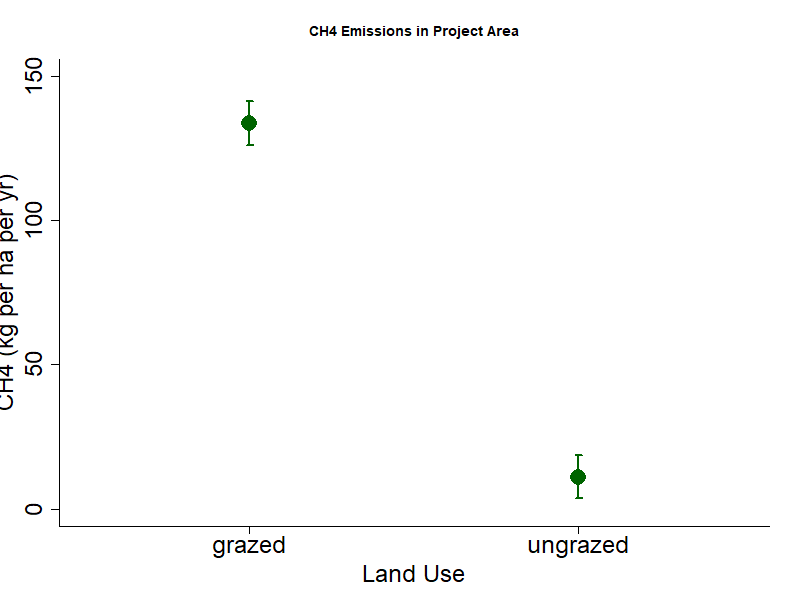 CH4 Emissions in Project Area
CH4 (kg per ha per yr)
150
100
50
0
grazed
ungrazed
Land Use